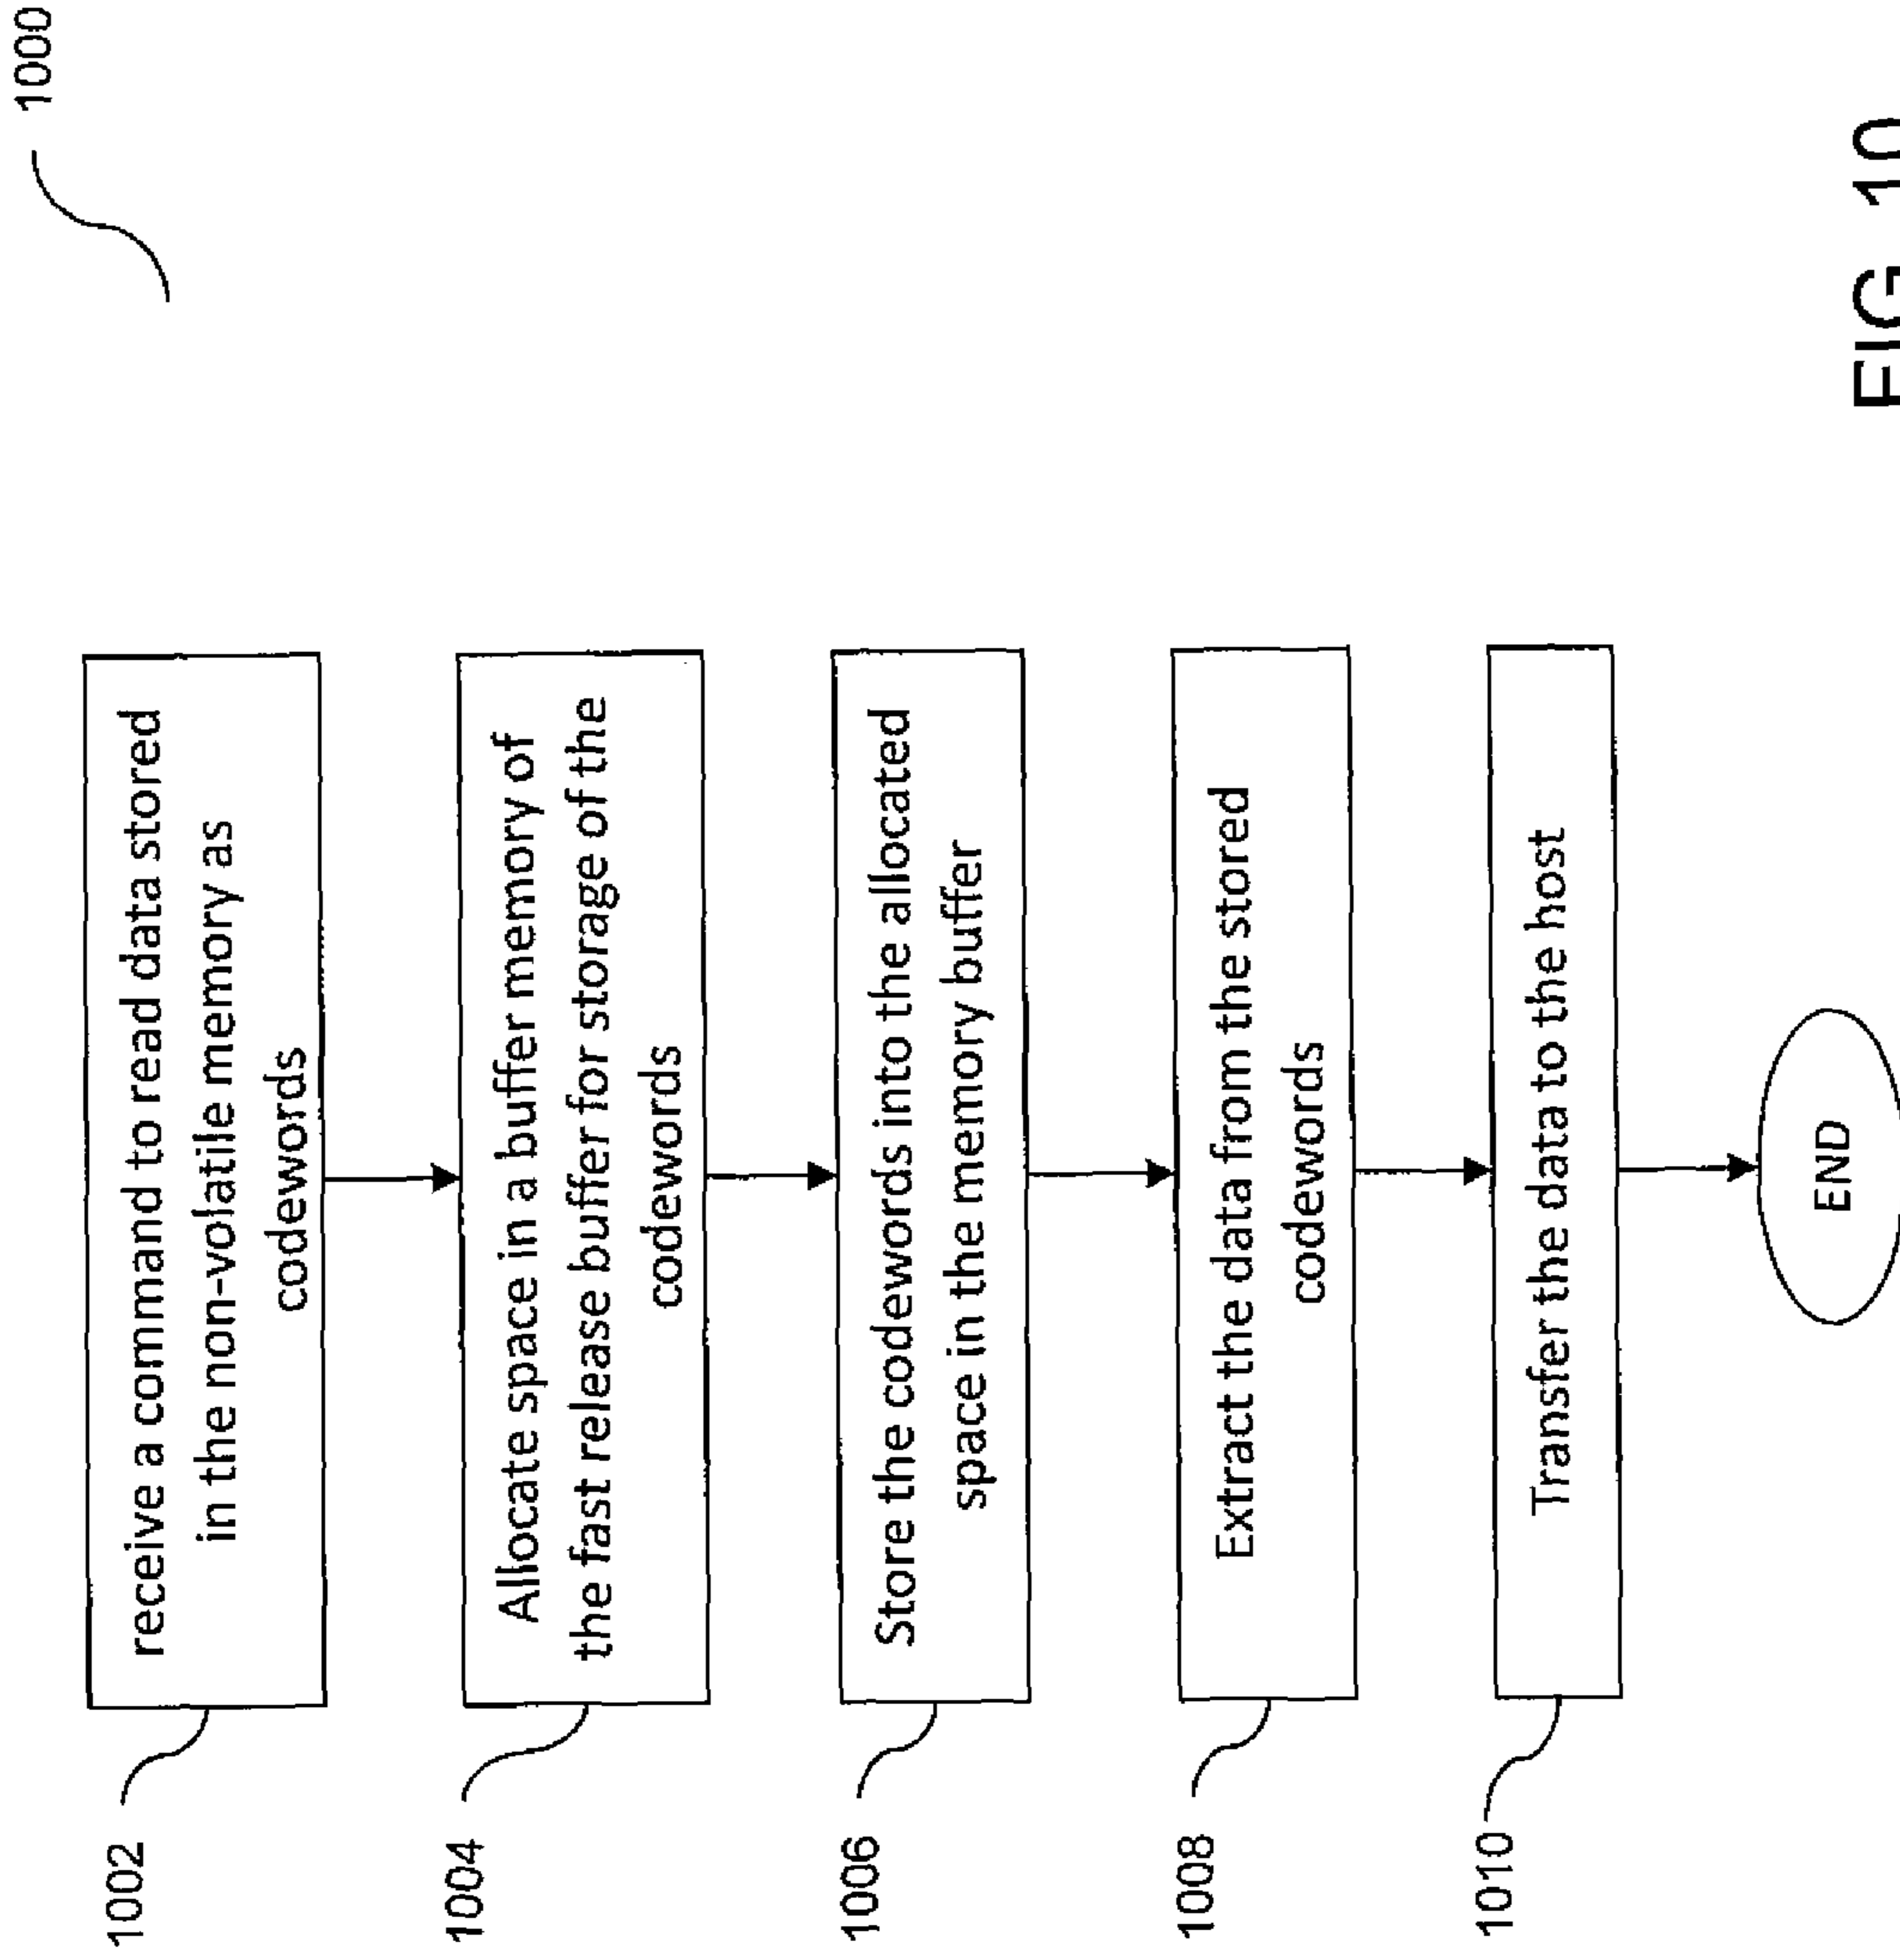 1000
1002
receive a command to read data stored
in the non-volatile memory as
codewords
1004
Allocate space in a buffer memory of
the fast release buffer for storage of the
codewords
1006
Store the codewords into the allocated
space in the memory buffer
1008
Extract the data from the stored
codewords
1010
Transfer the data to the host
END
FIG. 10